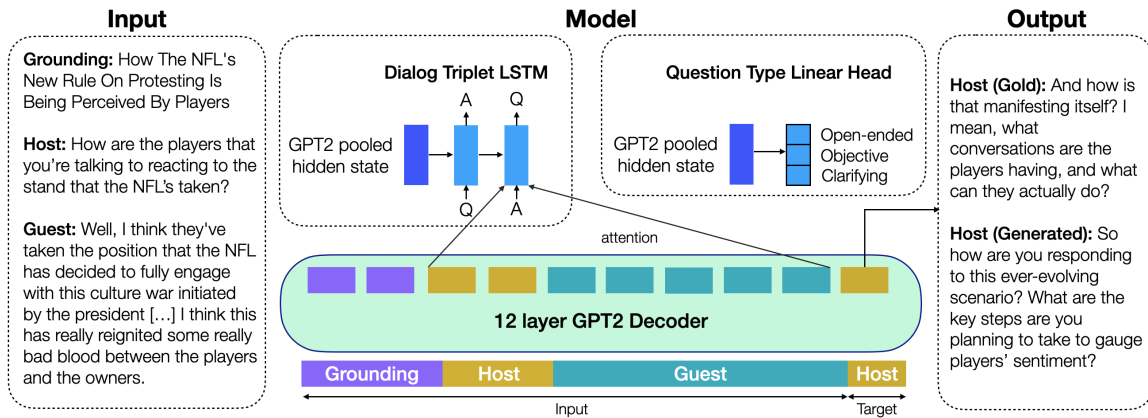 Input
Grounding: How The NFL's
New Rule On Protesting Is
Being Perceived By Players
Host: How are the players that
you're talking to reacting to the
stand that the NFL's taken?
Guest: Well, I think they've
taken the position that the NFL
has decided to fully engage
with this culture war initiated
by the president [...] I think this
has really reignited some really
bad blood between the players
and the owners.
Model
Dialog Triplet LSTM
A
Q
GPT2 pooled
hidden state
Q
A
Question Type Linear Head
GPT2 pooled
hidden state
Open-ended
Objective
Clarifying
attention
12 layer GPT2 Decoder
Grounding
Host
Guest
Host
Input
Target
Output
Host (Gold): And how is
that manifesting itself? I
mean, what
conversations are the
players having, and what
can they actually do?
Host (Generated): So
how are you responding
to this ever-evolving
scenario? What are the
key steps are you
planning to take to gauge
players' sentiment?